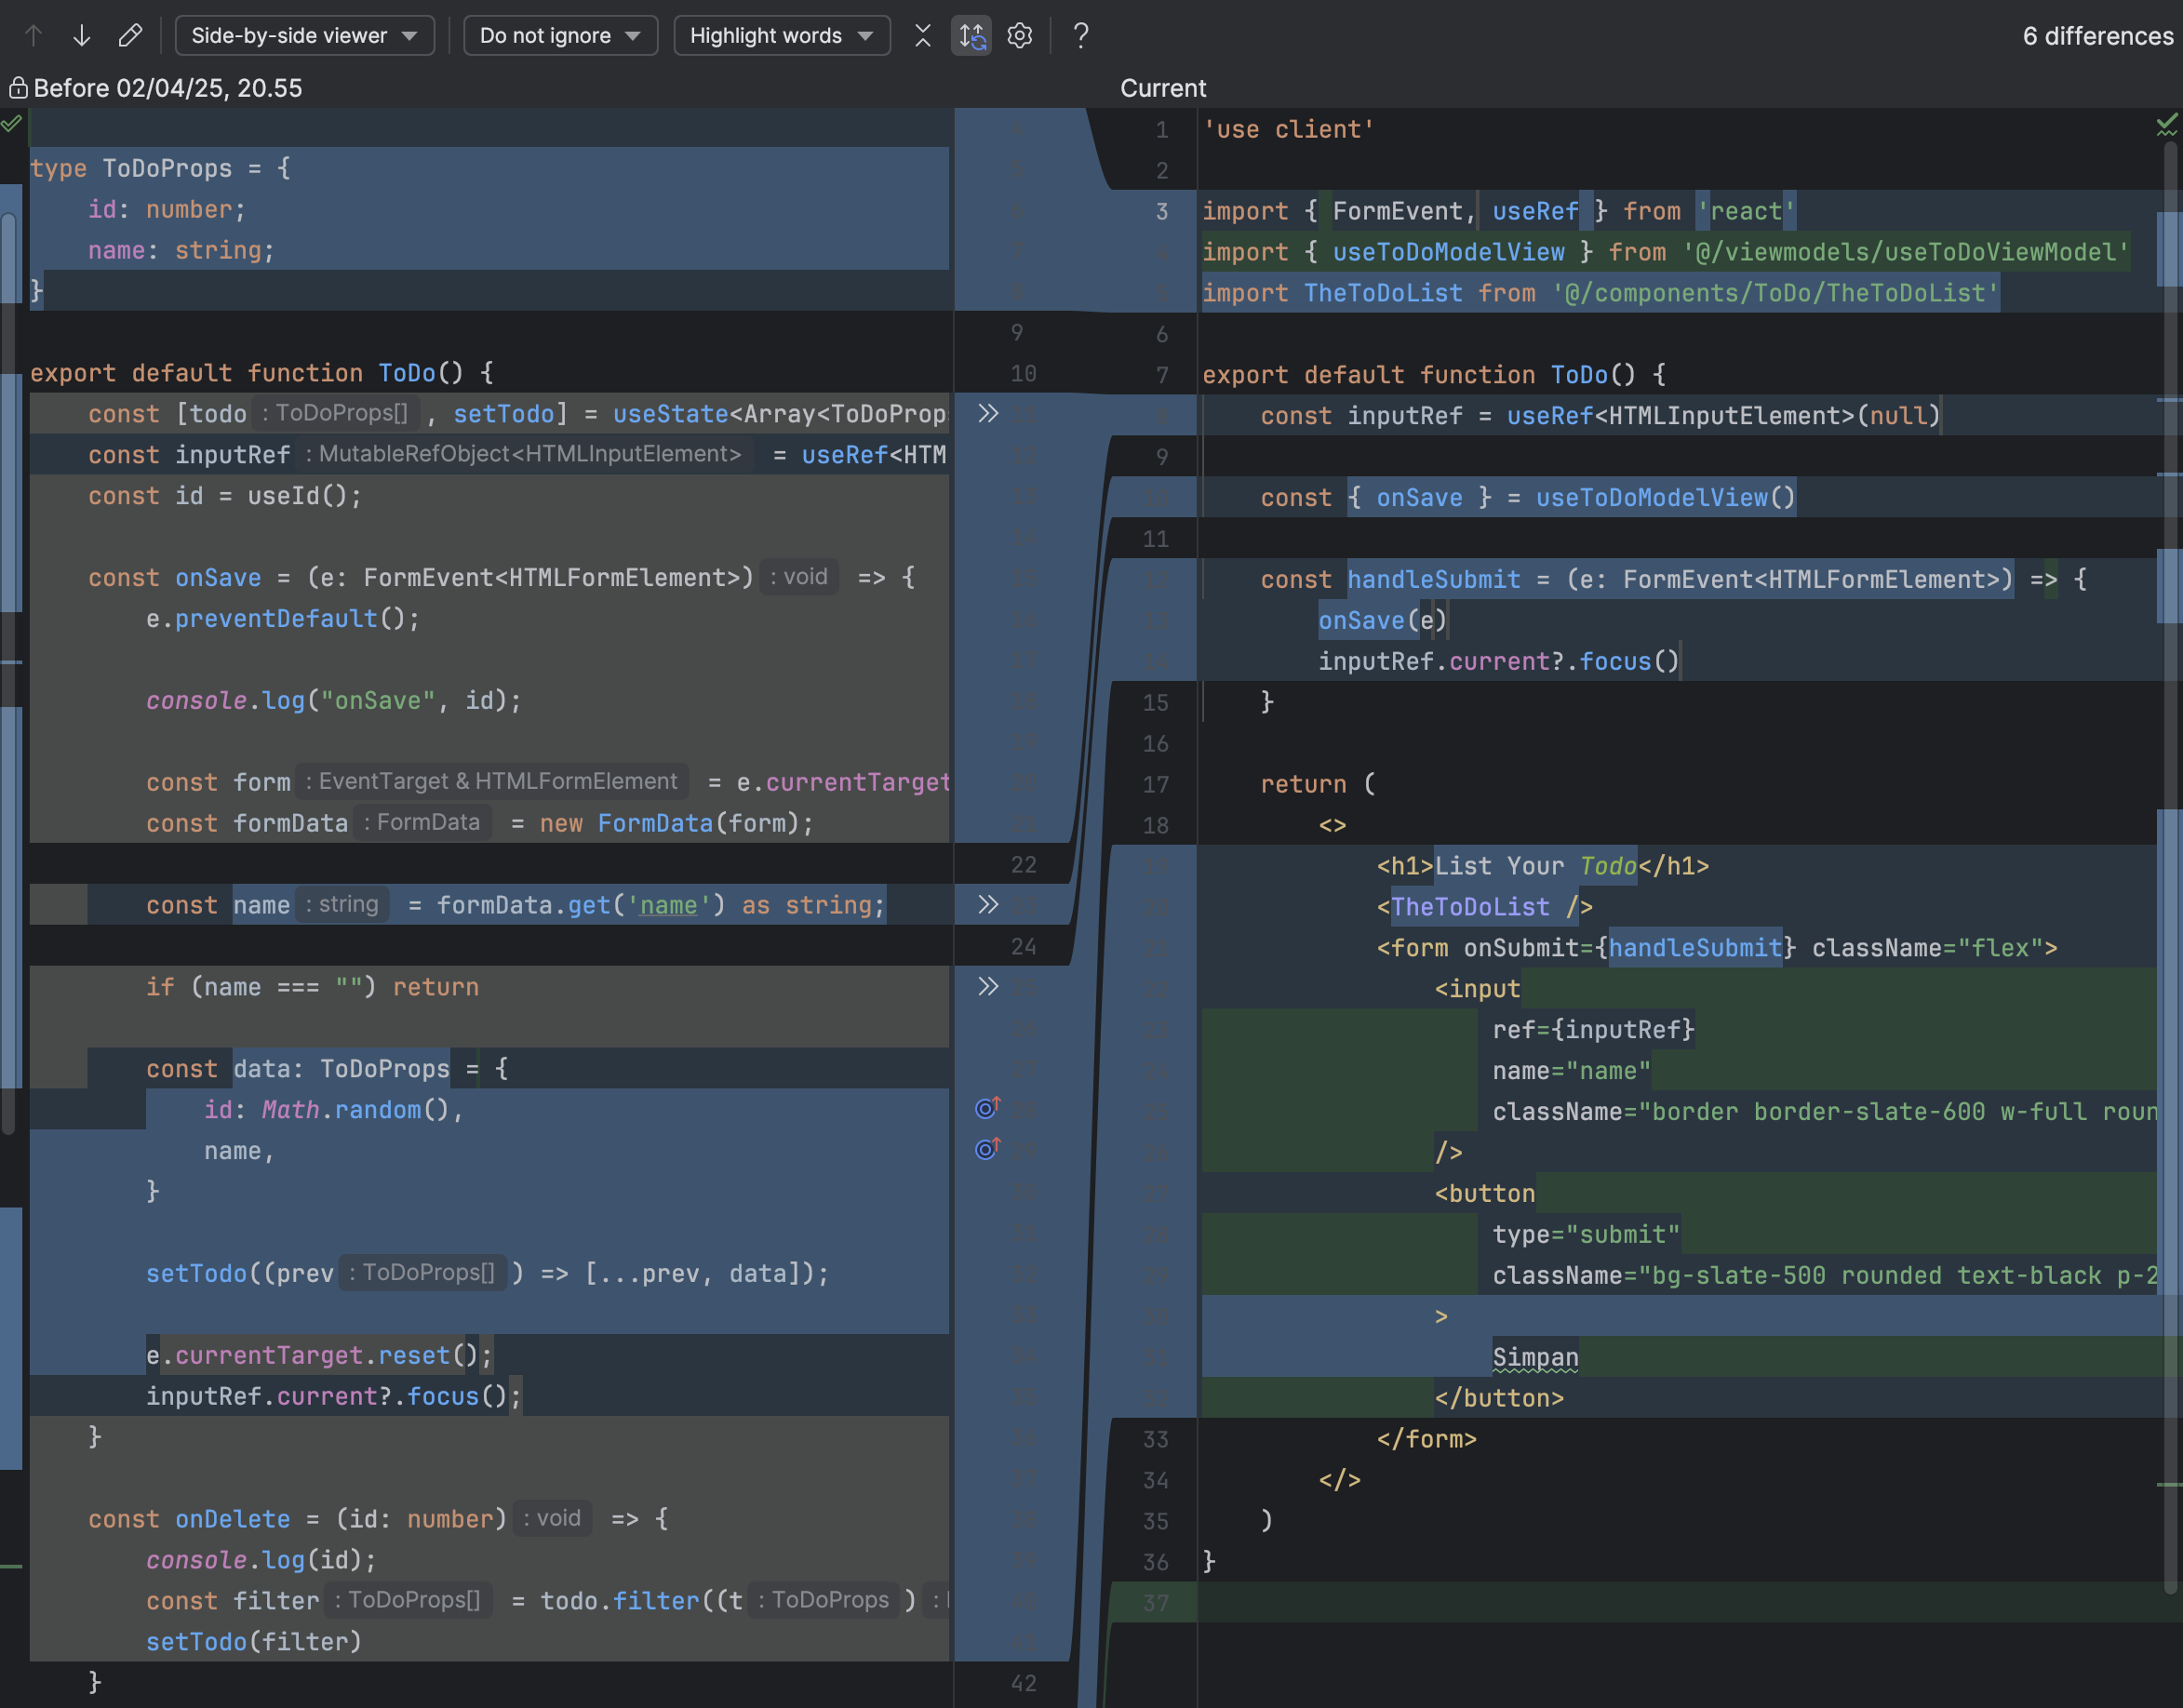 Side-by-side viewer
Do not ignore
Highlight words
?
6 differences
Before 02/04/25, 20.55
type ToDoProps = {
id: number;
name: string;
}
9
10 export default function ToDo() {
const [todo : ToDoProps[] , setTodo] = useState<Array<ToDoProp
const inputRef : MutableRefObject<HTMLInputElement> = useRef<HTM
const id = useId();
const onSave = (e: FormEvent<HTMLFormElement>) : void => {
e.preventDefault();
console.log("onSave", id);
const form : EventTarget & HTMLFormElement = e.currentTarget
const formData : FormData = new FormData(form);
22
const name : string = formData.get('name') as string;
24
if (name === "") return
const data: ToDoProps = {
id: Math.random(),
name,
}
setTodo((prev : ToDoProps[] ) => [...prev, data]);
e.currentTarget.reset();
inputRef.current?.focus();
}
const onDelete = (id: number) : void => {
console.log(id);
const filter : ToDoProps[] = todo.filter((t : ToDoProps ) :
setTodo(filter)
42 }
Current
1 'use client'
2
3 import { FormEvent, useRef } from 'react'
import { useToDoModelView } from '@/viewmodels/useToDoViewModel'
import TheToDoList from '@/components/ToDo/TheToDoList'
6
7 export default function ToDo() {
const inputRef = useRef<HTMLInputElement>(null)
9
const { onSave } = useToDoModelView()
11
const handleSubmit = (e: FormEvent<HTMLFormElement>) => {
onSave(e)
inputRef.current?.focus()
15 }
16
17 return (
18 <>
<h1>List Your Todo</h1>
<TheToDoList />
<form onSubmit={handleSubmit} className="flex">
<input
ref={inputRef}
name="name"
className="border border-slate-600 w-full roun
/>
<button
type="submit"
className="bg-slate-500 rounded text-black p-2
>
Simpan
</button>
33 </form>
34 </>
35 )
36 }
37